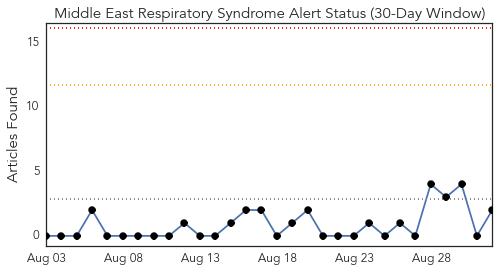 Middle East Respiratory Syndrome Alert Status (30-Day Window)
Articles Found
15
10
5
0
Aug 03 Aug 08 Aug 13 Aug 18 Aug 23 Aug 28